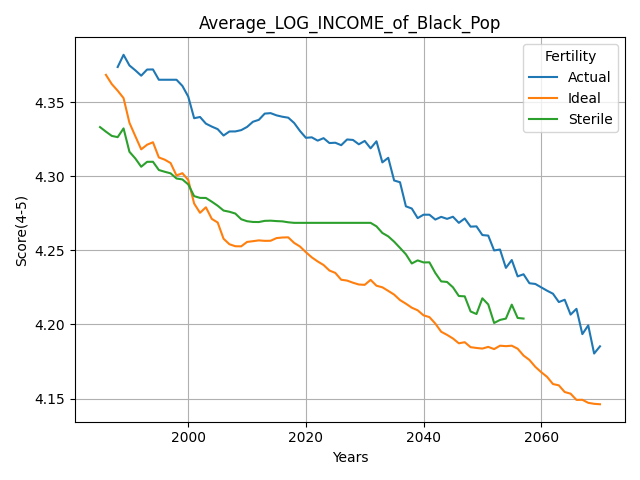 Average_LOG_INCOME_of_Black_Pop
Fertility
Actual
Ideal
Sterile
Score(4-5)
4.35
4.30
4.25
4.20
4.15
2000 2020 2040 2060
Years